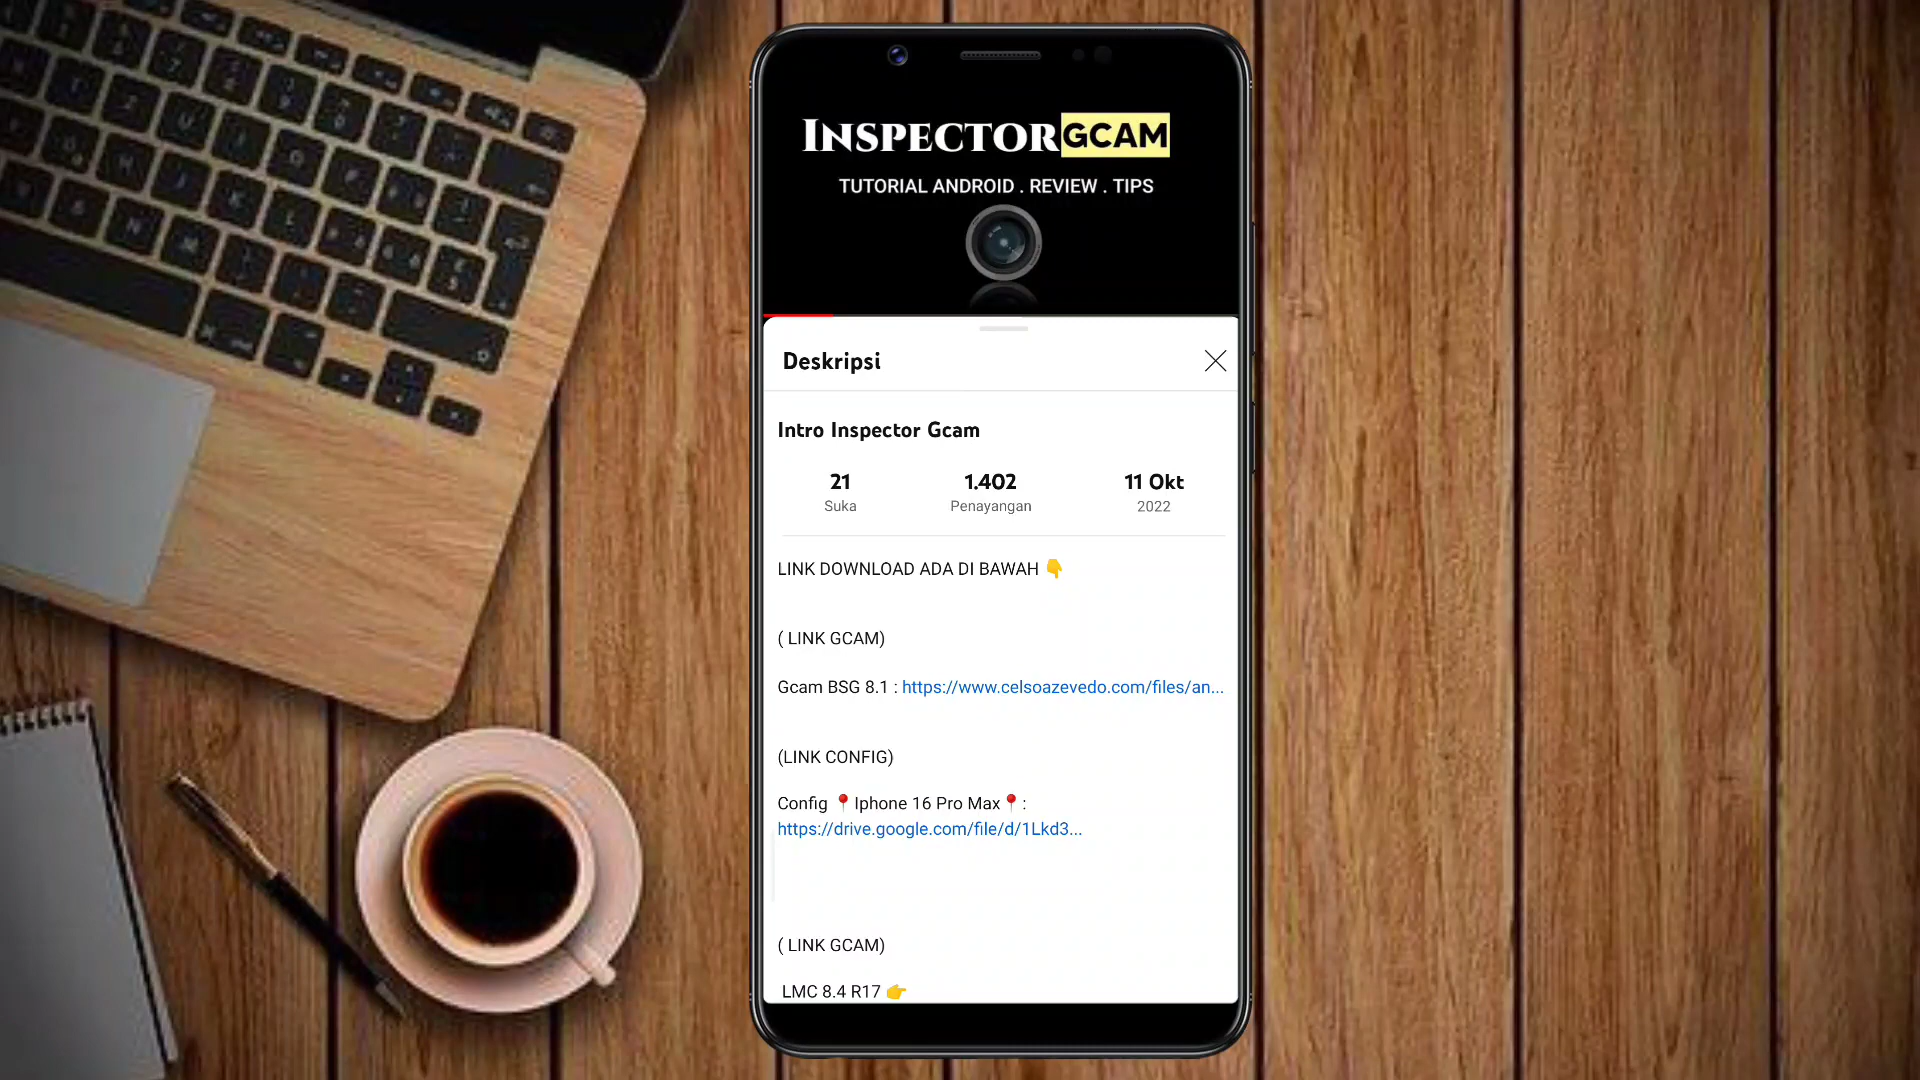 INSPECTORGCAM
TUTORIAL ANDROID . REVIEW . TIPS
Deskripsi
Intro Inspector Gcam
21 1.402 11 Okt
Suka Penayangan 2022
LINK DOWNLOAD ADA DI BAWAH 👇
( LINK GCAM)
Gcam BSG 8.1 : https://www.celsoazevedo.com/files/an...
(LINK CONFIG)
Config 📍Iphone 16 Pro Max📍:
https://drive.google.com/file/d/1Lkd3...
( LINK GCAM)
LMC 8.4 R17 👉